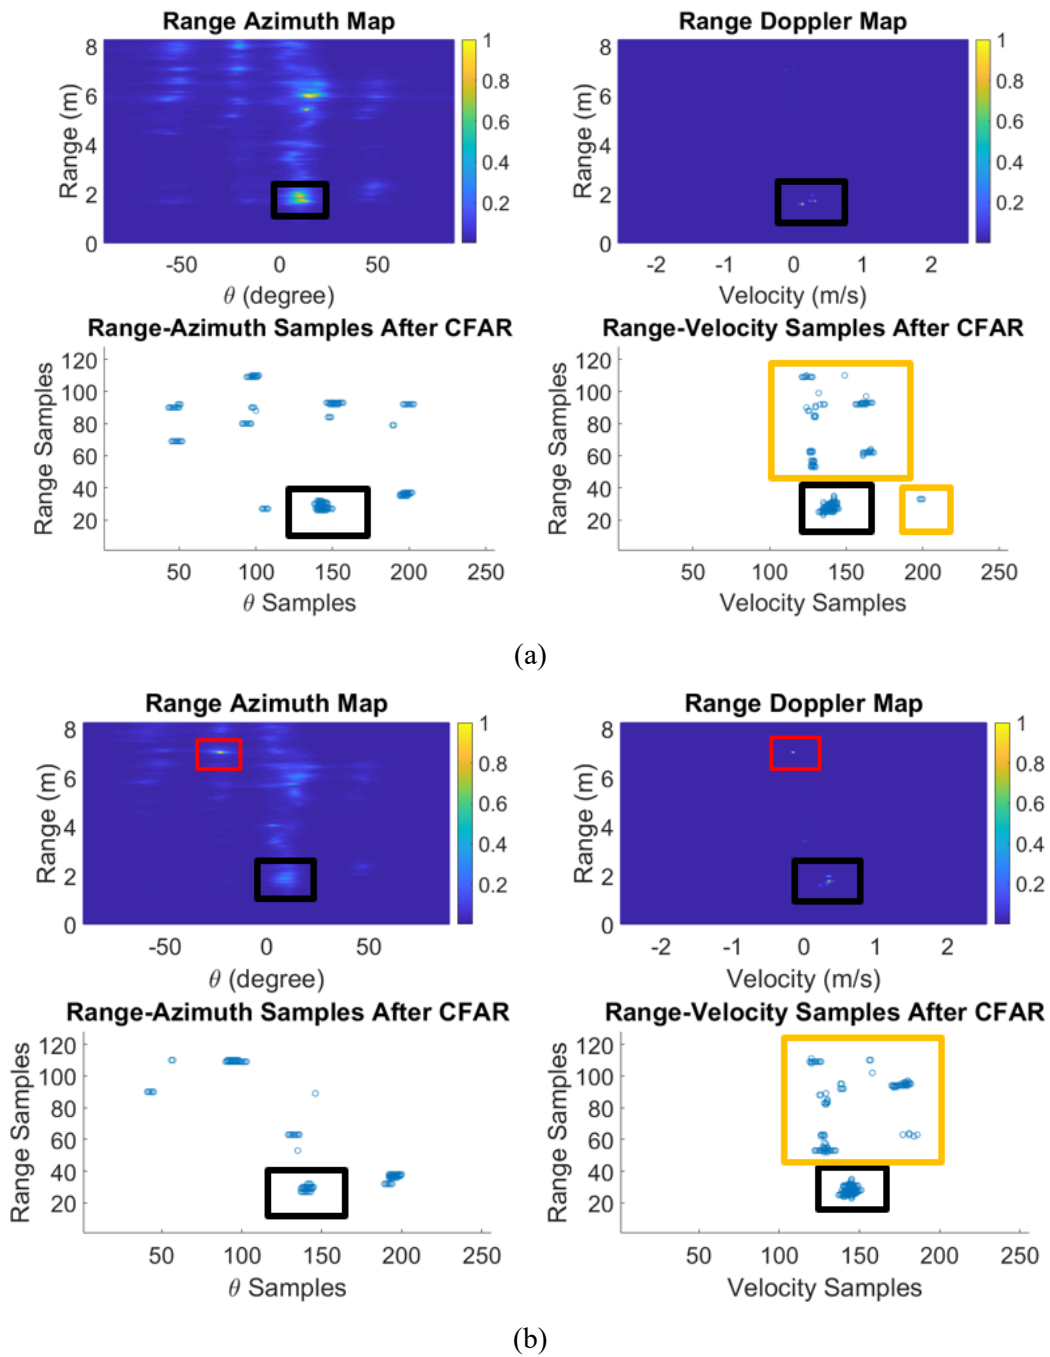 Range Azimuth Map
Range Doppler Map
Range (m)
8
6
4
2
0
-50 0 50
θ (degree)
1
0.8
0.6
0.4
0.2
Range (m)
8
6
4
2
0
-2 -1 0 1 2
Velocity (m/s)
1
0.8
0.6
0.4
0.2
Range-Azimuth Samples After CFAR
Range-Velocity Samples After CFAR
Range Samples
120
100
80
60
40
20
50 100 150 200 250
θ Samples
Range Samples
120
100
80
60
40
20
50 100 150 200 250
Velocity Samples
(a)
Range Azimuth Map
Range Doppler Map
Range (m)
8
6
4
2
0
-50 0 50
θ (degree)
1
0.8
0.6
0.4
0.2
Range (m)
8
6
4
2
0
-2 -1 0 1 2
Velocity (m/s)
1
0.8
0.6
0.4
0.2
Range-Azimuth Samples After CFAR
Range-Velocity Samples After CFAR
Range Samples
120
100
80
60
40
20
50 100 150 200 250
θ Samples
Range Samples
120
100
80
60
40
20
50 100 150 200 250
Velocity Samples
(b)